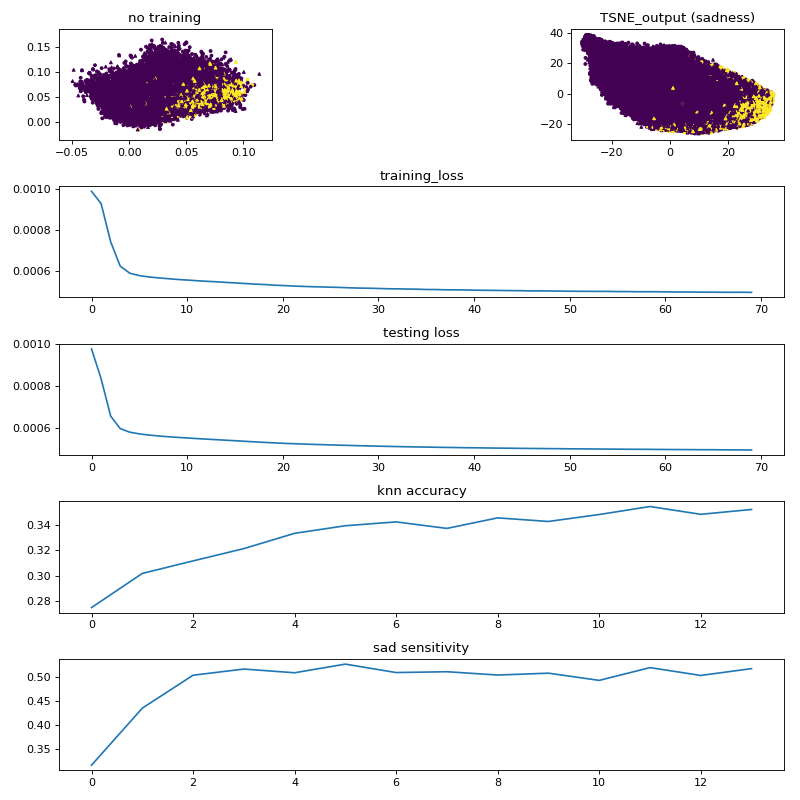 no training
TSNE_output (sadness)
0.15
0.10
0.05
0.00
−0.05 0.00 0.05 0.10
40
20
0
−20
−20 0 20
training_loss
0.0010
0.0008
0.0006
0 10 20 30 40 50 60 70
testing loss
0.0010
0.0008
0.0006
0 10 20 30 40 50 60 70
knn accuracy
0.34
0.32
0.30
0.28
0 2 4 6 8 10 12
sad sensitivity
0.50
0.45
0.40
0.35
0 2 4 6 8 10 12